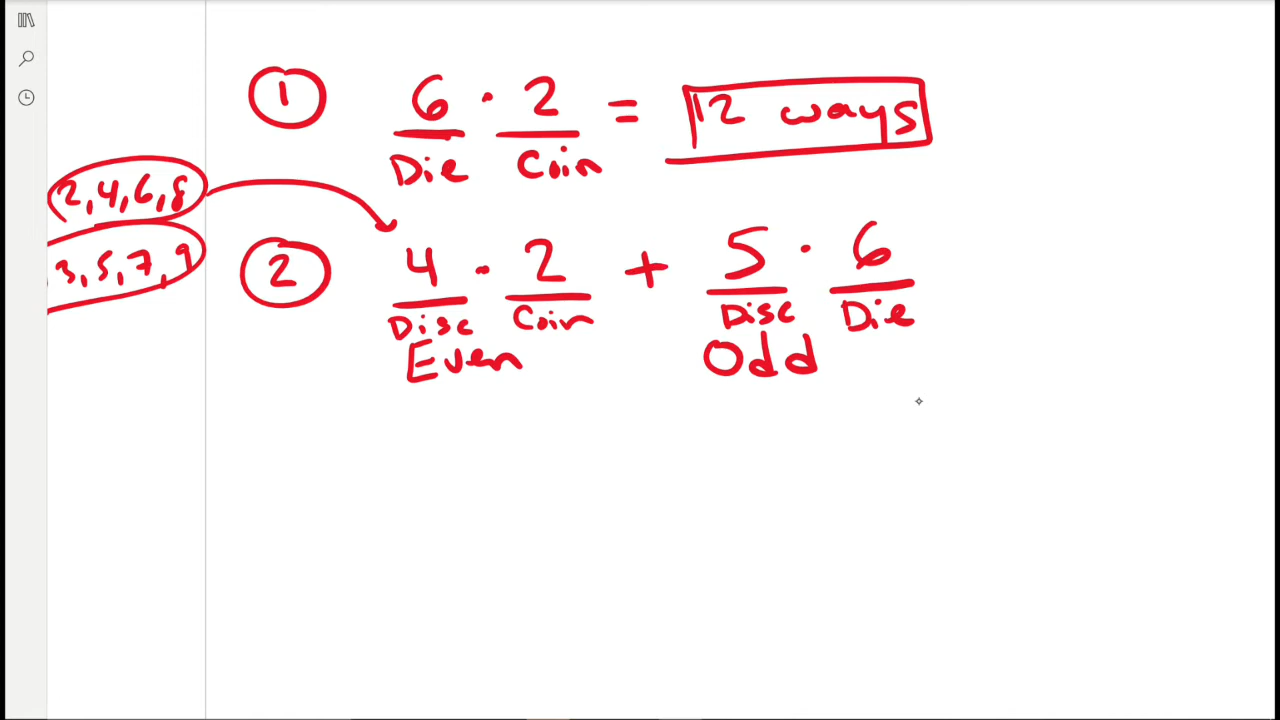 ① 6 · 2 = 12 ways
Die Coin
2,4,6,8
3,5,7,9
② 4 · 2 + 5 · 6
Disc Coin Disc Die
Even Odd